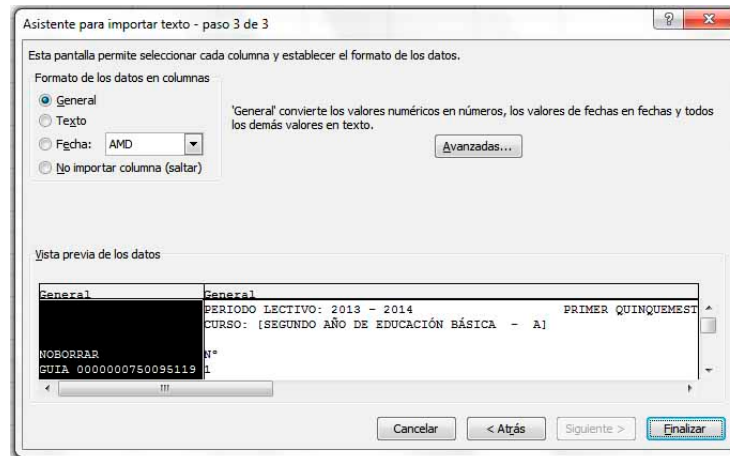 Asistente para importar texto - paso 3 de 3
Esta pantalla permite seleccionar cada columna y establecer el formato de los datos.
Formato de los datos en columnas
General
Texto
Fecha: AMD
No importar columna (saltar)
'General' convierte los valores numéricos en números, los valores de fechas en fechas y todos
los demás valores en texto.
Avanzadas...
Vista previa de los datos
General General
PERIODO LECTIVO: 2013 - 2014 PRIMER QUINQUEMEST
CURSO: [SEGUNDO AÑO DE EDUCACIÓN BÁSICA - A]
NOBORRAR Nº
GUIA 0000000750095119 1
Cancelar < Atrás Siguiente > Finalizar